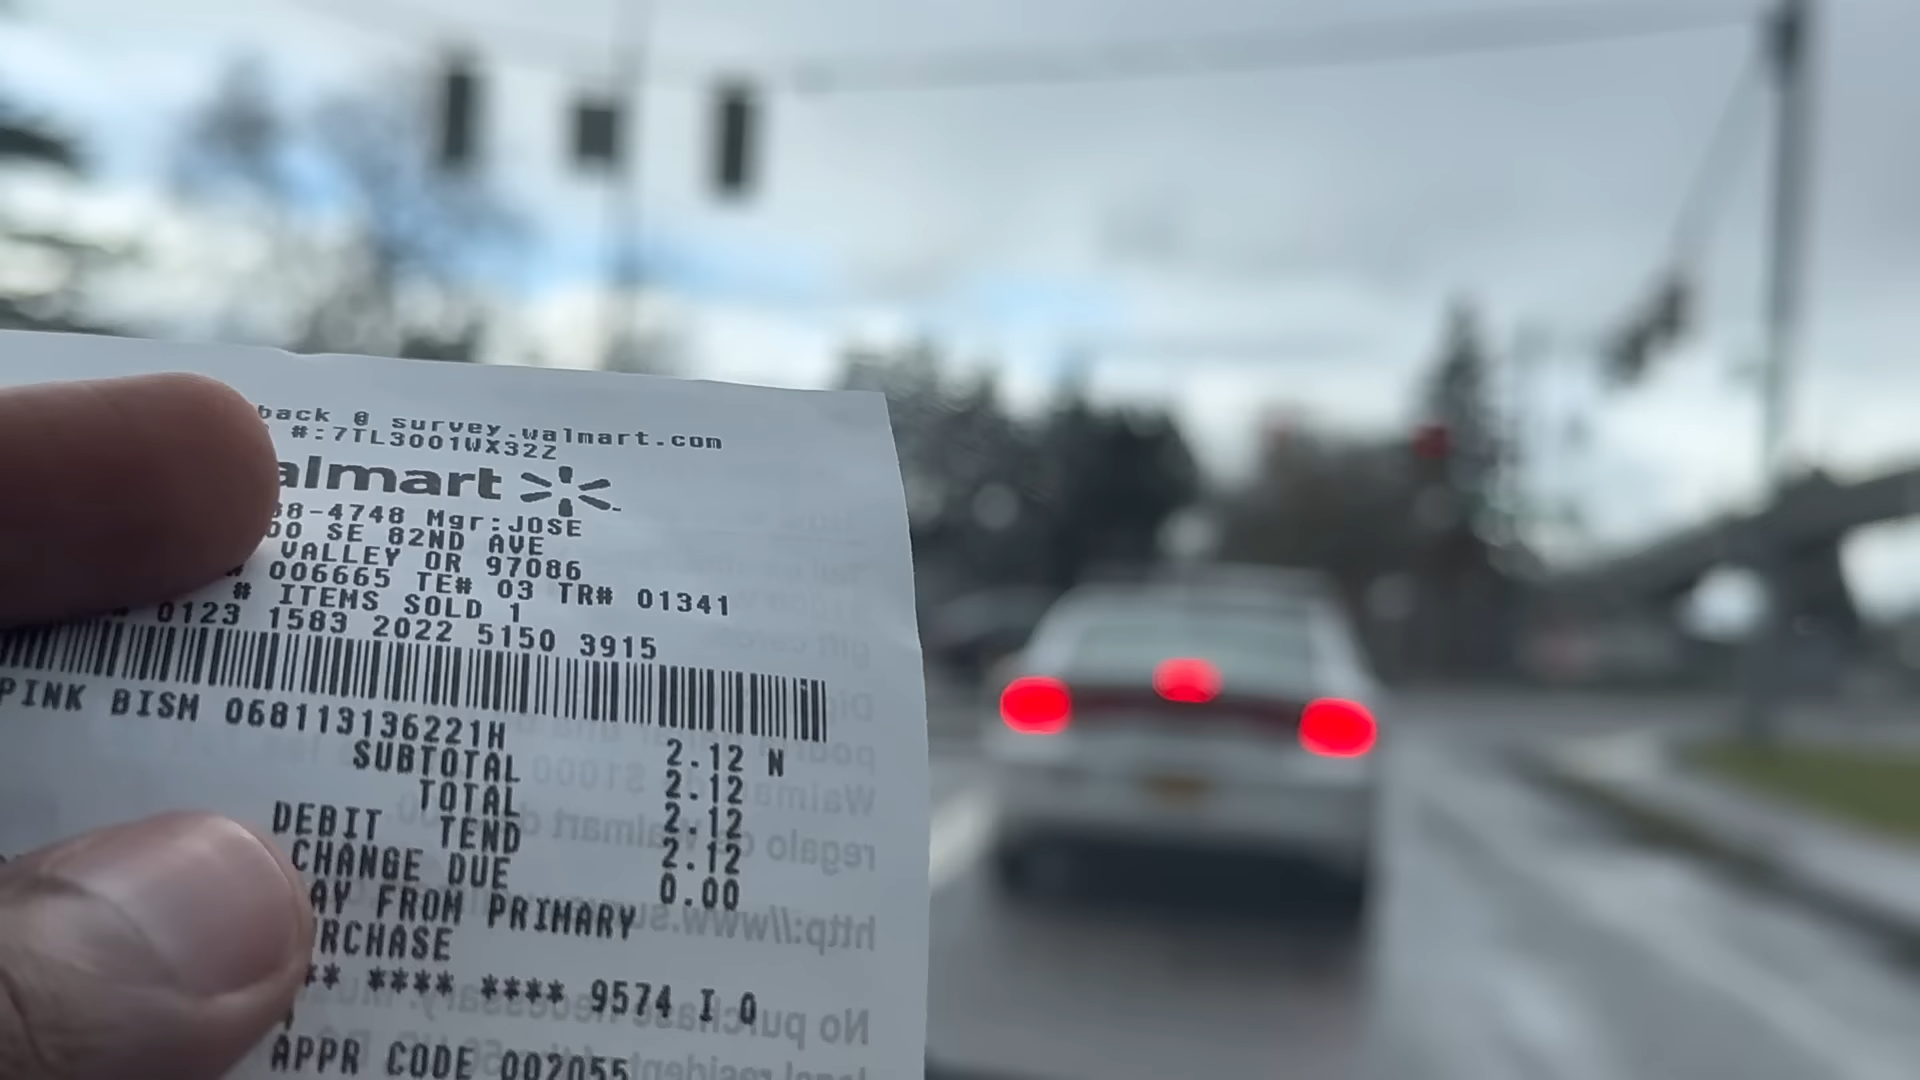 back @ survey.walmart.com
#:7TL3001WX32Z
almart
88-4748 Mgr:JOSE
00 SE 82ND AVE
VALLEY OR 97086
# 006665 TE# 03 TR# 01341
# ITEMS SOLD 1
# 0123 1583 2022 5150 3915
PINK BISM 068113136221H 2.12 N
SUBTOTAL 2.12
TOTAL 2.12
DEBIT TEND 2.12
CHANGE DUE 0.00
AY FROM PRIMARY
RCHASE
** **** **** 9574 I 0
APPR CODE 002055